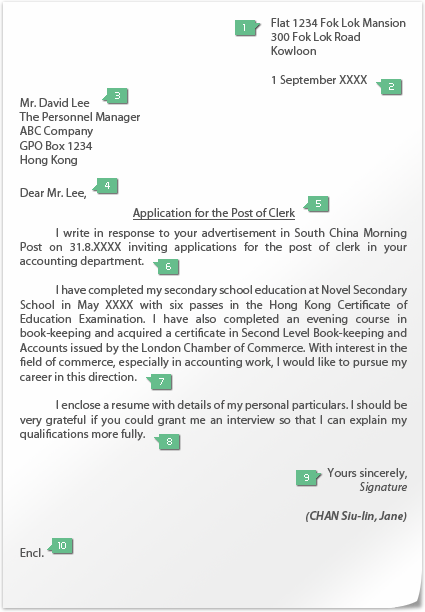 1 Flat 1234 Fok Lok Mansion
300 Fok Lok Road
Kowloon
1 September XXXX 2
Mr. David Lee 3
The Personnel Manager
ABC Company
GPO Box 1234
Hong Kong
Dear Mr. Lee, 4
Application for the Post of Clerk 5
I write in response to your advertisement in South China Morning
Post on 31.8.XXXX inviting applications for the post of clerk in your
accounting department. 6
I have completed my secondary school education at Novel Secondary
School in May XXXX with six passes in the Hong Kong Certificate of
Education Examination. I have also completed an evening course in
book-keeping and acquired a certificate in Second Level Book-keeping and
Accounts issued by the London Chamber of Commerce. With interest in the
field of commerce, especially in accounting work, I would like to pursue my
career in this direction. 7
I enclose a resume with details of my personal particulars. I should be
very grateful if you could grant me an interview so that I can explain my
qualifications more fully. 8
9 Yours sincerely,
Signature
(CHAN Siu-lin, Jane)
Encl. 10